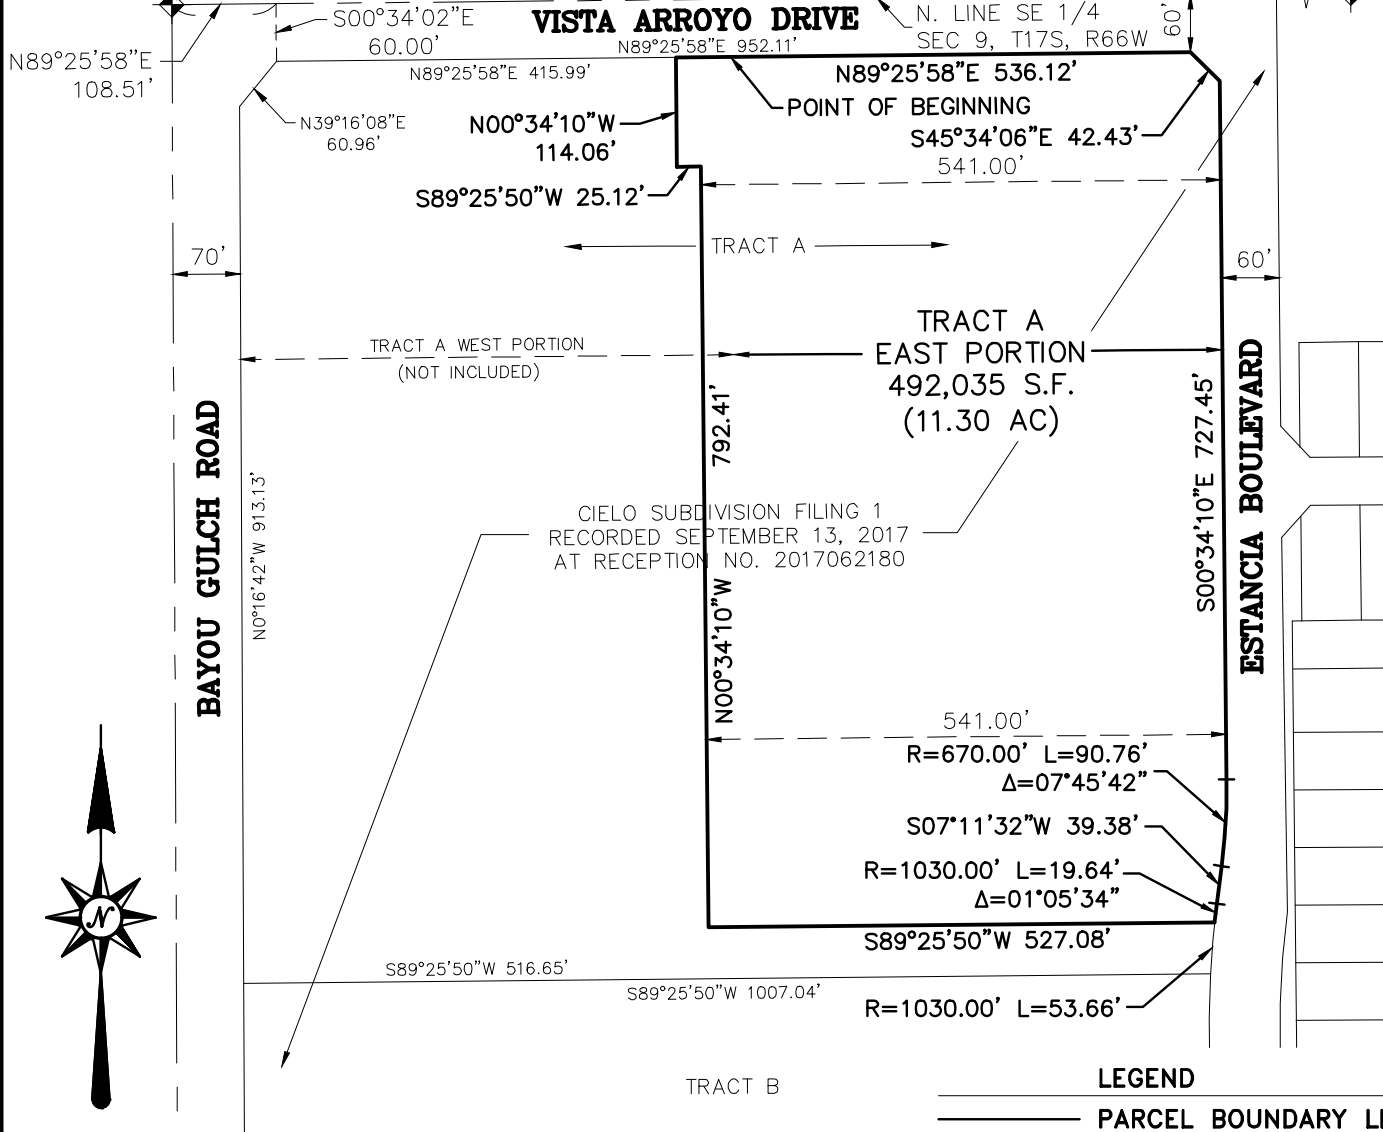 S00°34'02"E
60.00'
VISTA ARROYO DRIVE
N. LINE SE 1/4
SEC 9, T17S, R66W
60'
N89°25'58"E
108.51'
N89°25'58"E 952.11'
N89°25'58"E 415.99'
N89°25'58"E 536.12'
POINT OF BEGINNING
N39°16'08"E
60.96'
N00°34'10"W
114.06'
S45°34'06"E 42.43'
541.00'
S89°25'50"W 25.12'
TRACT A
70'
60'
TRACT A
EAST PORTION
492,035 S.F.
(11.30 AC)
TRACT A WEST PORTION
(NOT INCLUDED)
BAYOU GULCH ROAD
N0°16'42"W 913.13'
792.41'
N00°34'10"W
S00°34'10"E 727.45'
ESTANCIA BOULEVARD
CIELO SUBDIVISION FILING 1
RECORDED SEPTEMBER 13, 2017
AT RECEPTION NO. 2017062180
541.00'
R=670.00' L=90.76'
Δ=07°45'42"
S07°11'32"W 39.38'
R=1030.00' L=19.64'
Δ=01°05'34"
S89°25'50"W 527.08'
S89°25'50"W 516.65'
S89°25'50"W 1007.04'
R=1030.00' L=53.66'
N
TRACT B
LEGEND
PARCEL BOUNDARY